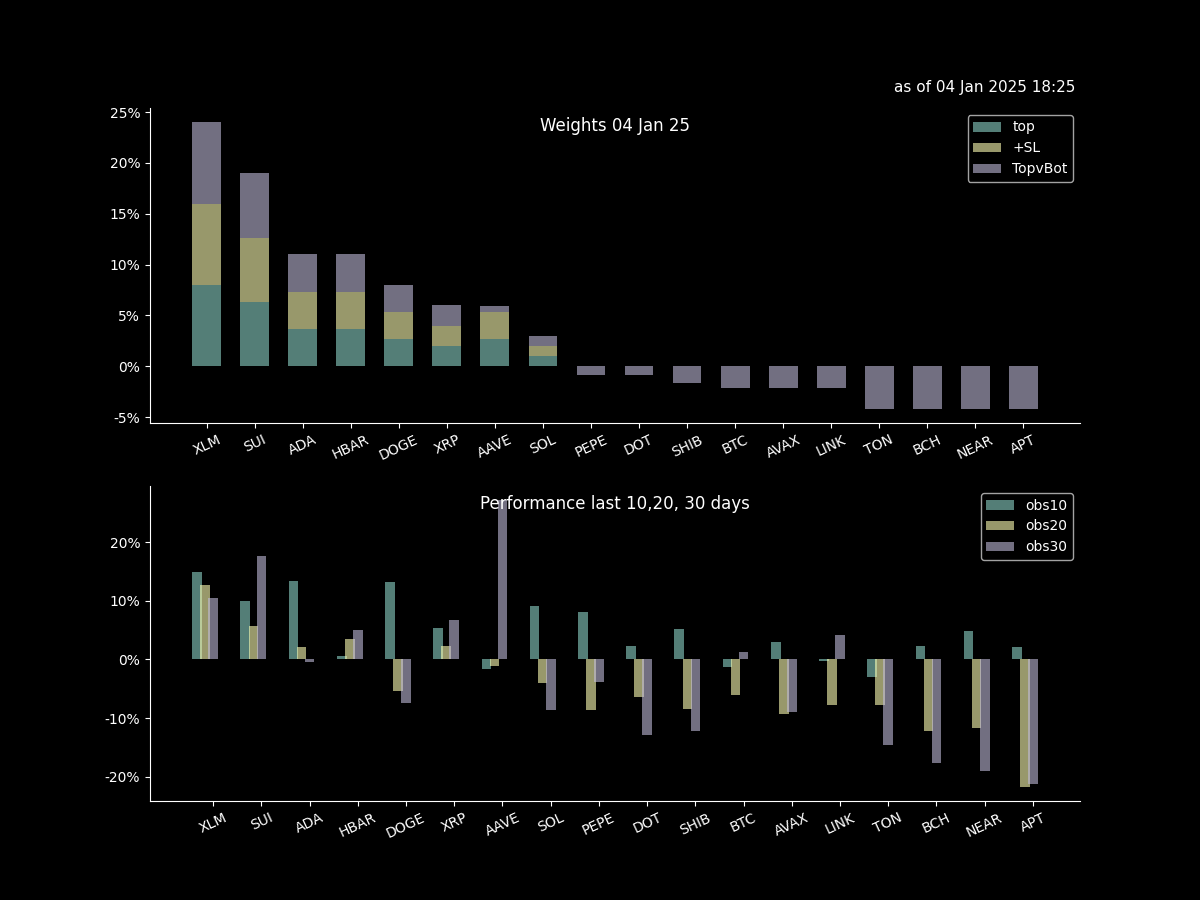 as of 04 Jan 2025 18:25
Weights 04 Jan 25
top
+SL
TopvBot
25%
20%
15%
10%
5%
0%
-5%
XLM SUI ADA HBAR DOGE XRP AAVE SOL PEPE DOT SHIB BTC AVAX LINK TON BCH NEAR APT
Performance last 10,20, 30 days
obs10
obs20
obs30
20%
10%
0%
-10%
-20%
XLM SUI ADA HBAR DOGE XRP AAVE SOL PEPE DOT SHIB BTC AVAX LINK TON BCH NEAR APT